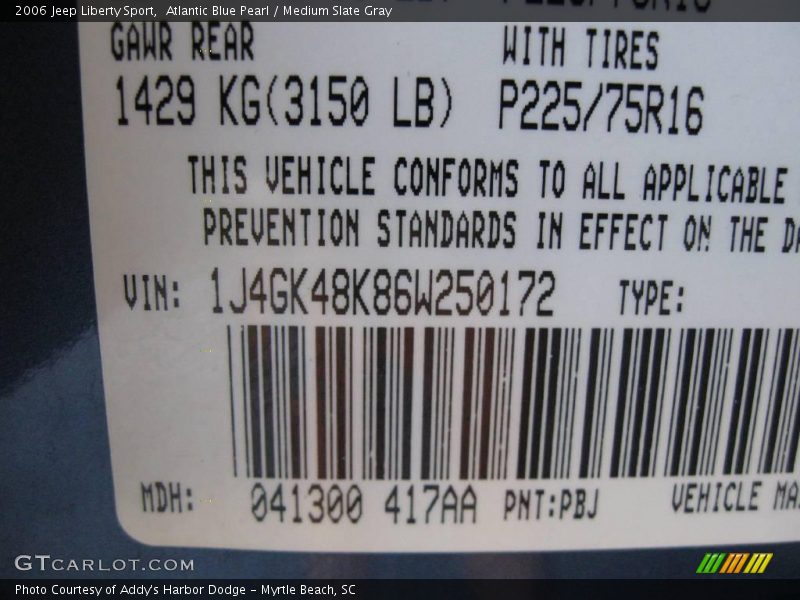 2006 Jeep Liberty Sport, Atlantic Blue Pearl / Medium Slate Gray
GAWR REAR WITH TIRES
1429 KG(3150 LB) P225/75R16
THIS VEHICLE CONFORMS TO ALL APPLICABLE
PREVENTION STANDARDS IN EFFECT ON THE
VIN: 1J4GK48K86W250172 TYPE:
MDH: 041300 417AA PNT:PBJ VEHICLE
GTCARLOT.COM
Photo Courtesy of Addy's Harbor Dodge – Myrtle Beach, SC